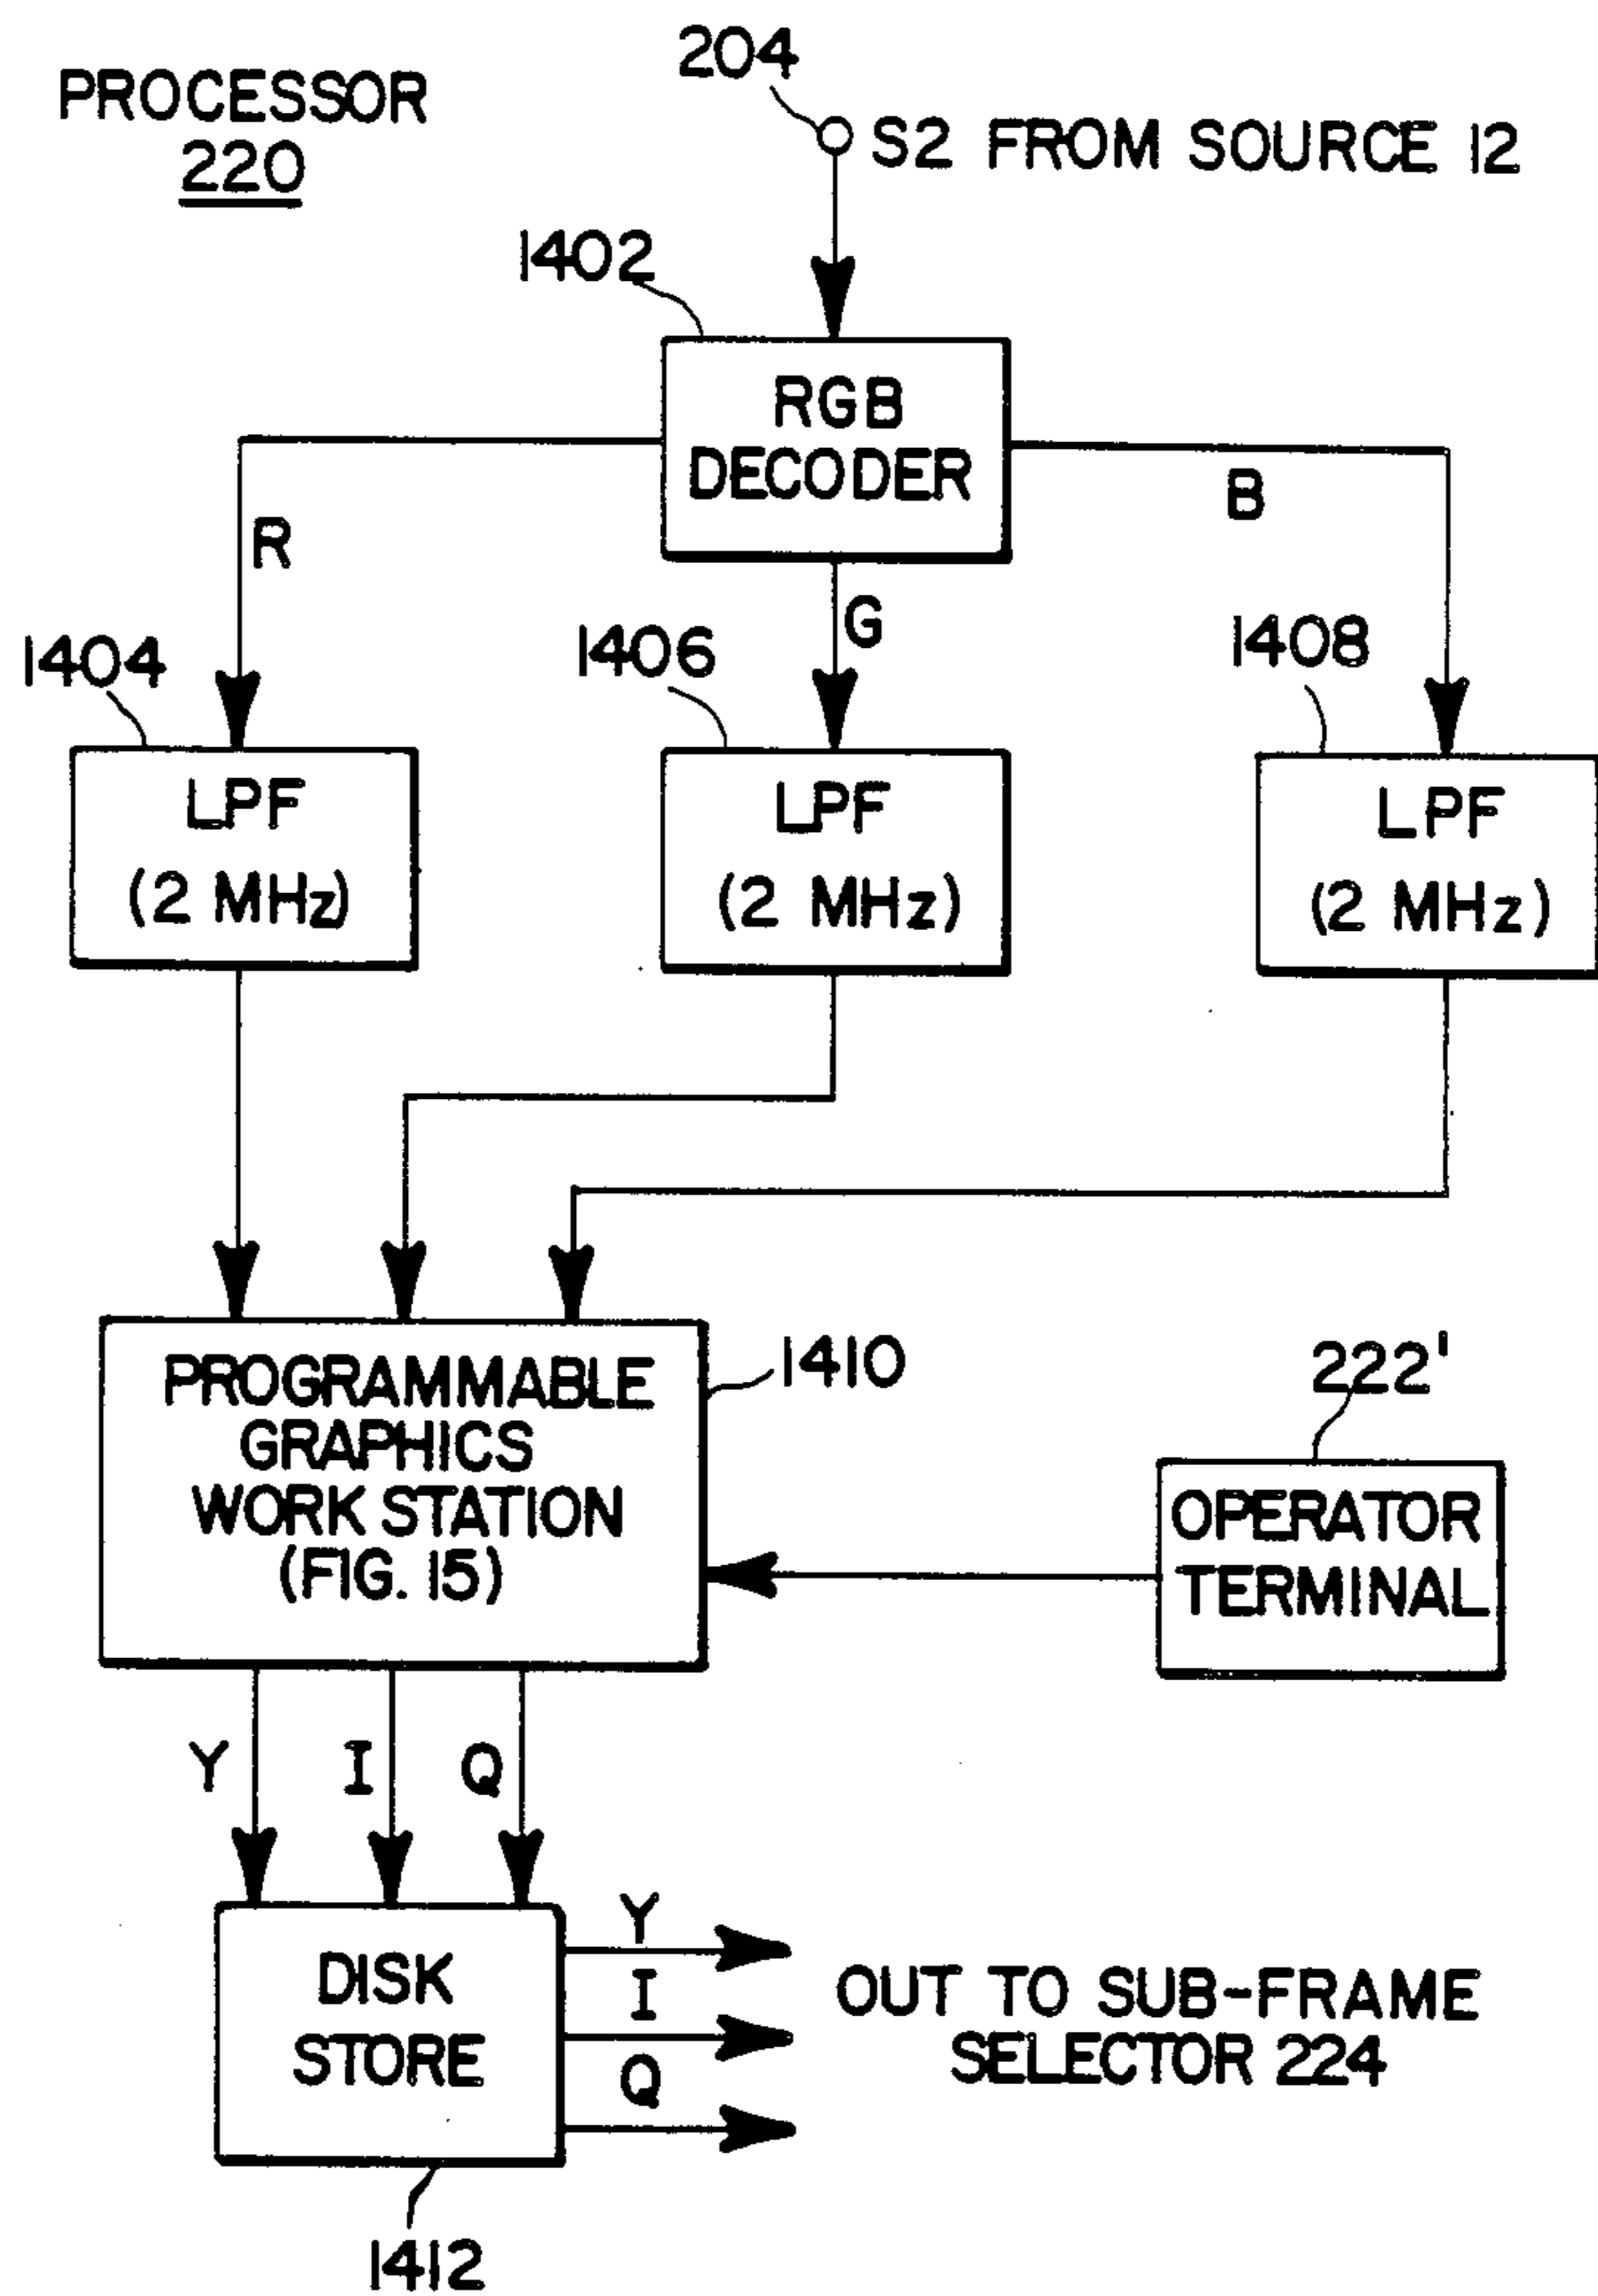 PROCESSOR
220
204
S2 FROM SOURCE 12
1402
RGB
DECODER
R
G
B
1404
1406
1408
LPF
(2 MHz)
LPF
(2 MHz)
LPF
(2 MHz)
PROGRAMMABLE
GRAPHICS
WORK STATION
(FIG. 15)
1410
222'
OPERATOR
TERMINAL
Y
I
Q
DISK
STORE
Y
I
Q
OUT TO SUB-FRAME
SELECTOR 224
1412